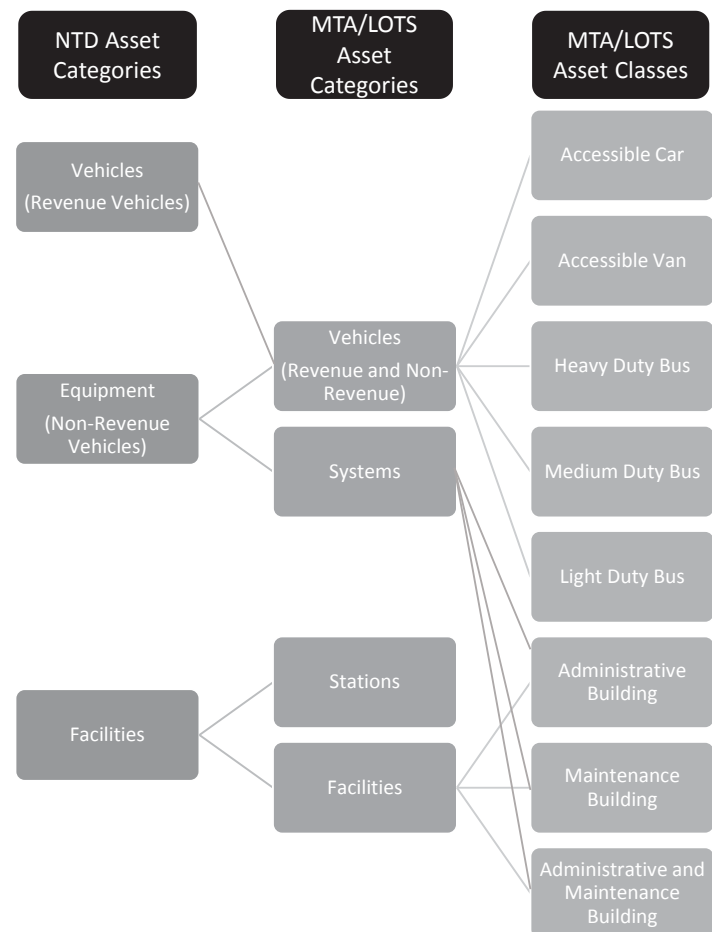 NTD Asset
Categories
MTA/LOTS
Asset
Categories
MTA/LOTS
Asset Classes
Vehicles
(Revenue Vehicles)
Equipment
(Non-Revenue
Vehicles)
Facilities
Vehicles
(Revenue and Non-
Revenue)
Systems
Stations
Facilities
Accessible Car
Accessible Van
Heavy Duty Bus
Medium Duty Bus
Light Duty Bus
Administrative
Building
Maintenance
Building
Administrative and
Maintenance
Building